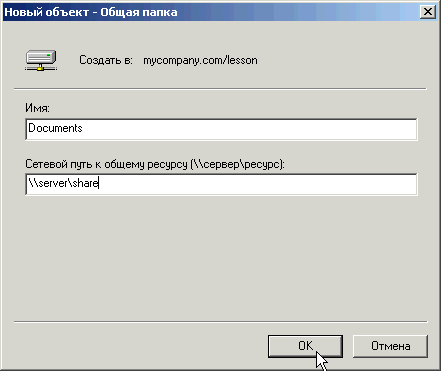 Новый объект - Общая папка
Создать в: mycompany.com/lesson
Имя:
Documents
Сетевой путь к общему ресурсу (\\сервер\ресурс):
\\server\share
OK
Отмена